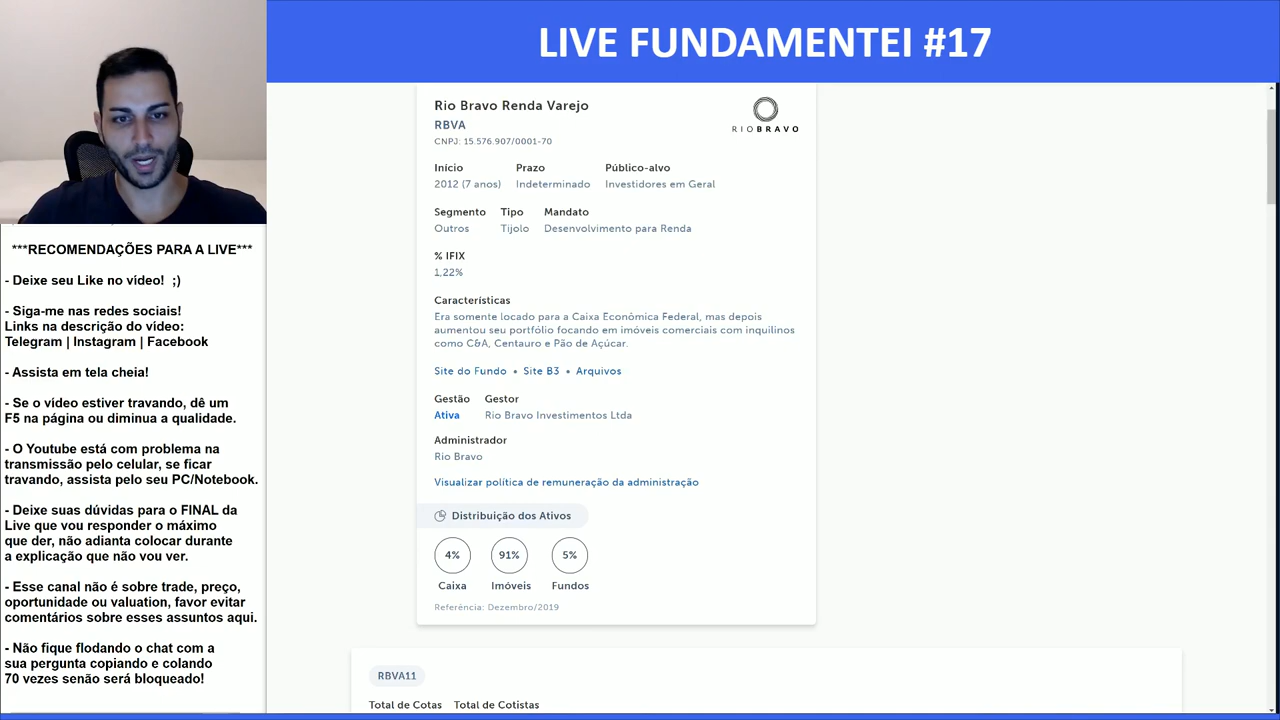 LIVE FUNDAMENTEI #17
***RECOMENDAÇÕES PARA A LIVE***
- Deixe seu Like no vídeo!  ;)
- Siga-me nas redes sociais!
Links na descrição do vídeo:
Telegram | Instagram | Facebook
- Assista em tela cheia!
- Se o vídeo estiver travando, dê um
F5 na página ou diminua a qualidade.
- O Youtube está com problema na
transmissão pelo celular, se ficar
travando, assista pelo seu PC/Notebook.
- Deixe suas dúvidas para o FINAL da
Live que vou responder o máximo
que der, não adianta colocar durante
a explicação que não vou ver.
- Esse canal não é sobre trade, preço,
oportunidade ou valuation, favor evitar
comentários sobre esses assuntos aqui.
- Não fique flodando o chat com a
sua pergunta copiando e colando
70 vezes senão será bloqueado!
Rio Bravo Renda Varejo
RBVA
CNPJ: 15.576.907/0001-70
RIOBRAVO
Início Prazo Público-alvo
2012 (7 anos) Indeterminado Investidores em Geral
Segmento Tipo Mandato
Outros Tijolo Desenvolvimento para Renda
% IFIX
1,22%
Características
Era somente locado para a Caixa Econômica Federal, mas depois
aumentou seu portfólio focando em imóveis comerciais com inquilinos
como C&A, Centauro e Pão de Açúcar.
Site do Fundo • Site B3 • Arquivos
Gestão Gestor
Ativa Rio Bravo Investimentos Ltda
Administrador
Rio Bravo
Visualizar política de remuneração da administração
Distribuição dos Ativos
4% 91% 5%
Caixa Imóveis Fundos
Referência: Dezembro/2019
RBVA11
Total de Cotas Total de Cotistas